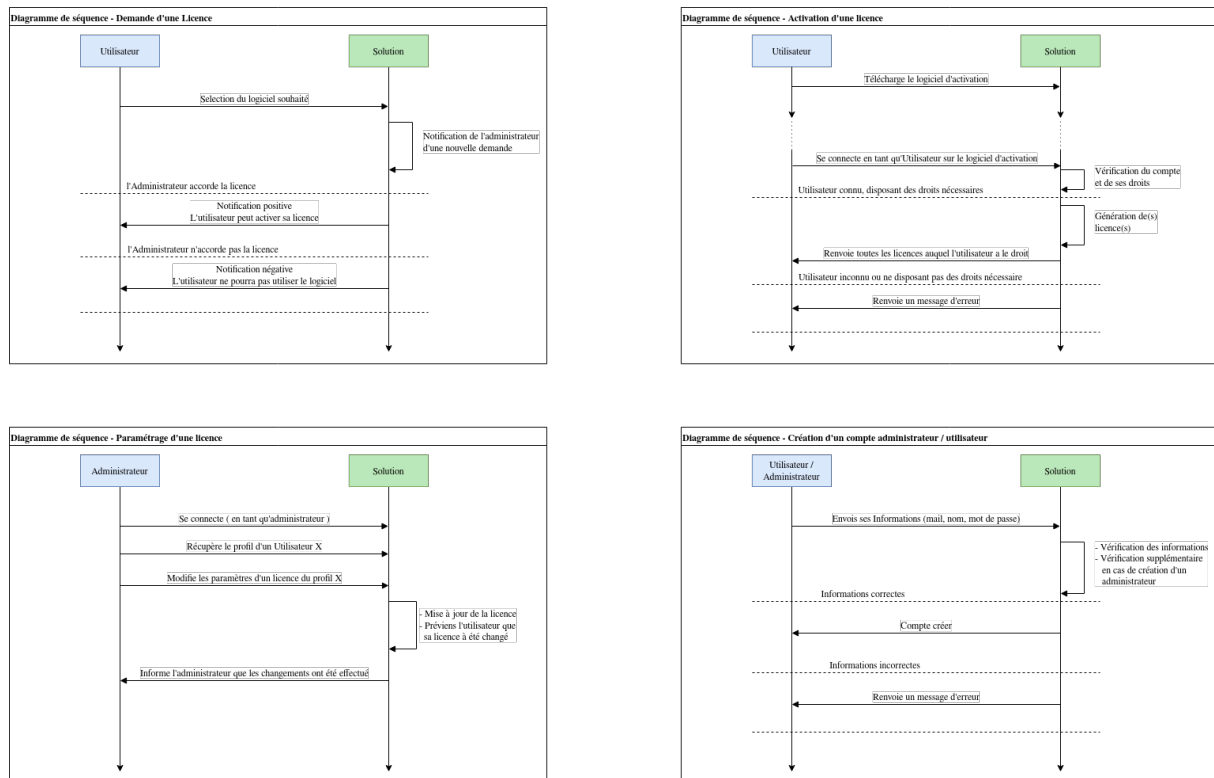 Diagramme de séquence - Demande d'une Licence
Utilisateur
Solution
Selection du logiciel souhaité
Notification de l'administrateur
d'une nouvelle demande
l'Administrateur accorde la licence
Notification positive
L'utilisateur peut activer sa licence
l'Administrateur n'accorde pas la licence
Notification négative
L'utilisateur ne pourra pas utiliser le logiciel
Diagramme de séquence - Activation d'une licence
Utilisateur
Solution
Télécharge le logiciel d'activation
Se connecte en tant qu'Utilisateur sur le logiciel d'activation
Vérification du compte
et de ses droits
Utilisateur connu, disposant des droits nécessaires
Génération de(s)
licence(s)
Renvoie toutes les licences auquel l'utilisateur a le droit
Utilisateur inconnu ou ne disposant pas des droits nécessaire
Renvoie un message d'erreur
Diagramme de séquence - Paramétrage d'une licence
Administrateur
Solution
Se connecte ( en tant qu'administrateur )
Récupère le profil d'un Utilisateur X
Modifie les paramètres d'un licence du profil X
- Mise à jour de la licence
- Préviens l'utilisateur que
sa licence à été changé
Informe l'administrateur que les changements ont été effectué
Diagramme de séquence - Création d'un compte administrateur / utilisateur
Utilisateur /
Administrateur
Solution
Envois ses Informations (mail, nom, mot de passe)
- Vérification des informations
- Vérification supplémentaire
en cas de création d'un
administrateur
Informations correctes
Compte créer
Informations incorrectes
Renvoie un message d'erreur